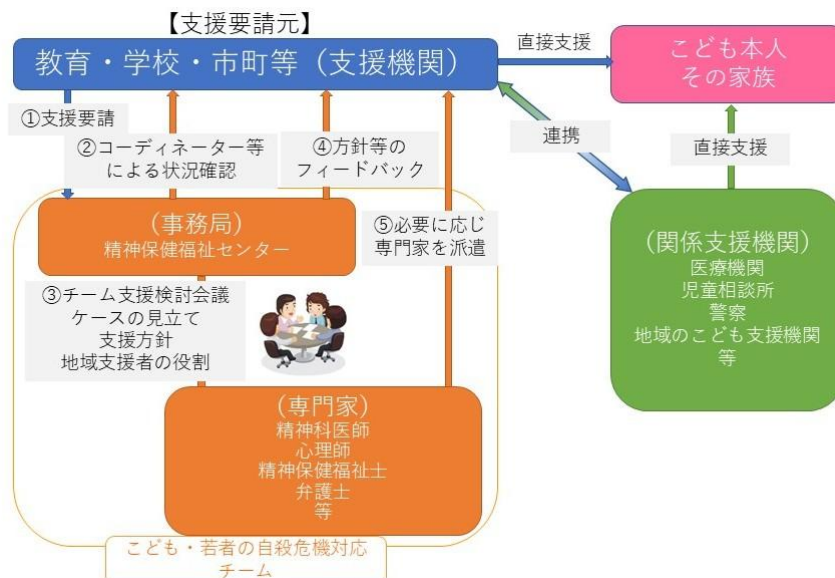 【支援要請元】
教育・学校・市町等（支援機関）
直接支援
こども本人
その家族
①支援要請
②コーディネーター等
による状況確認
④方針等の
フィードバック
連携
直接支援
（事務局）
精神保健福祉センター
⑤必要に応じ
専門家を派遣
（関係支援機関）
医療機関
児童相談所
警察
地域のこども支援機関
等
③チーム支援検討会議
ケースの見立て
支援方針
地域支援者の役割
（専門家）
精神科医師
心理師
精神保健福祉士
弁護士
等
こども・若者の自殺危機対応
チーム